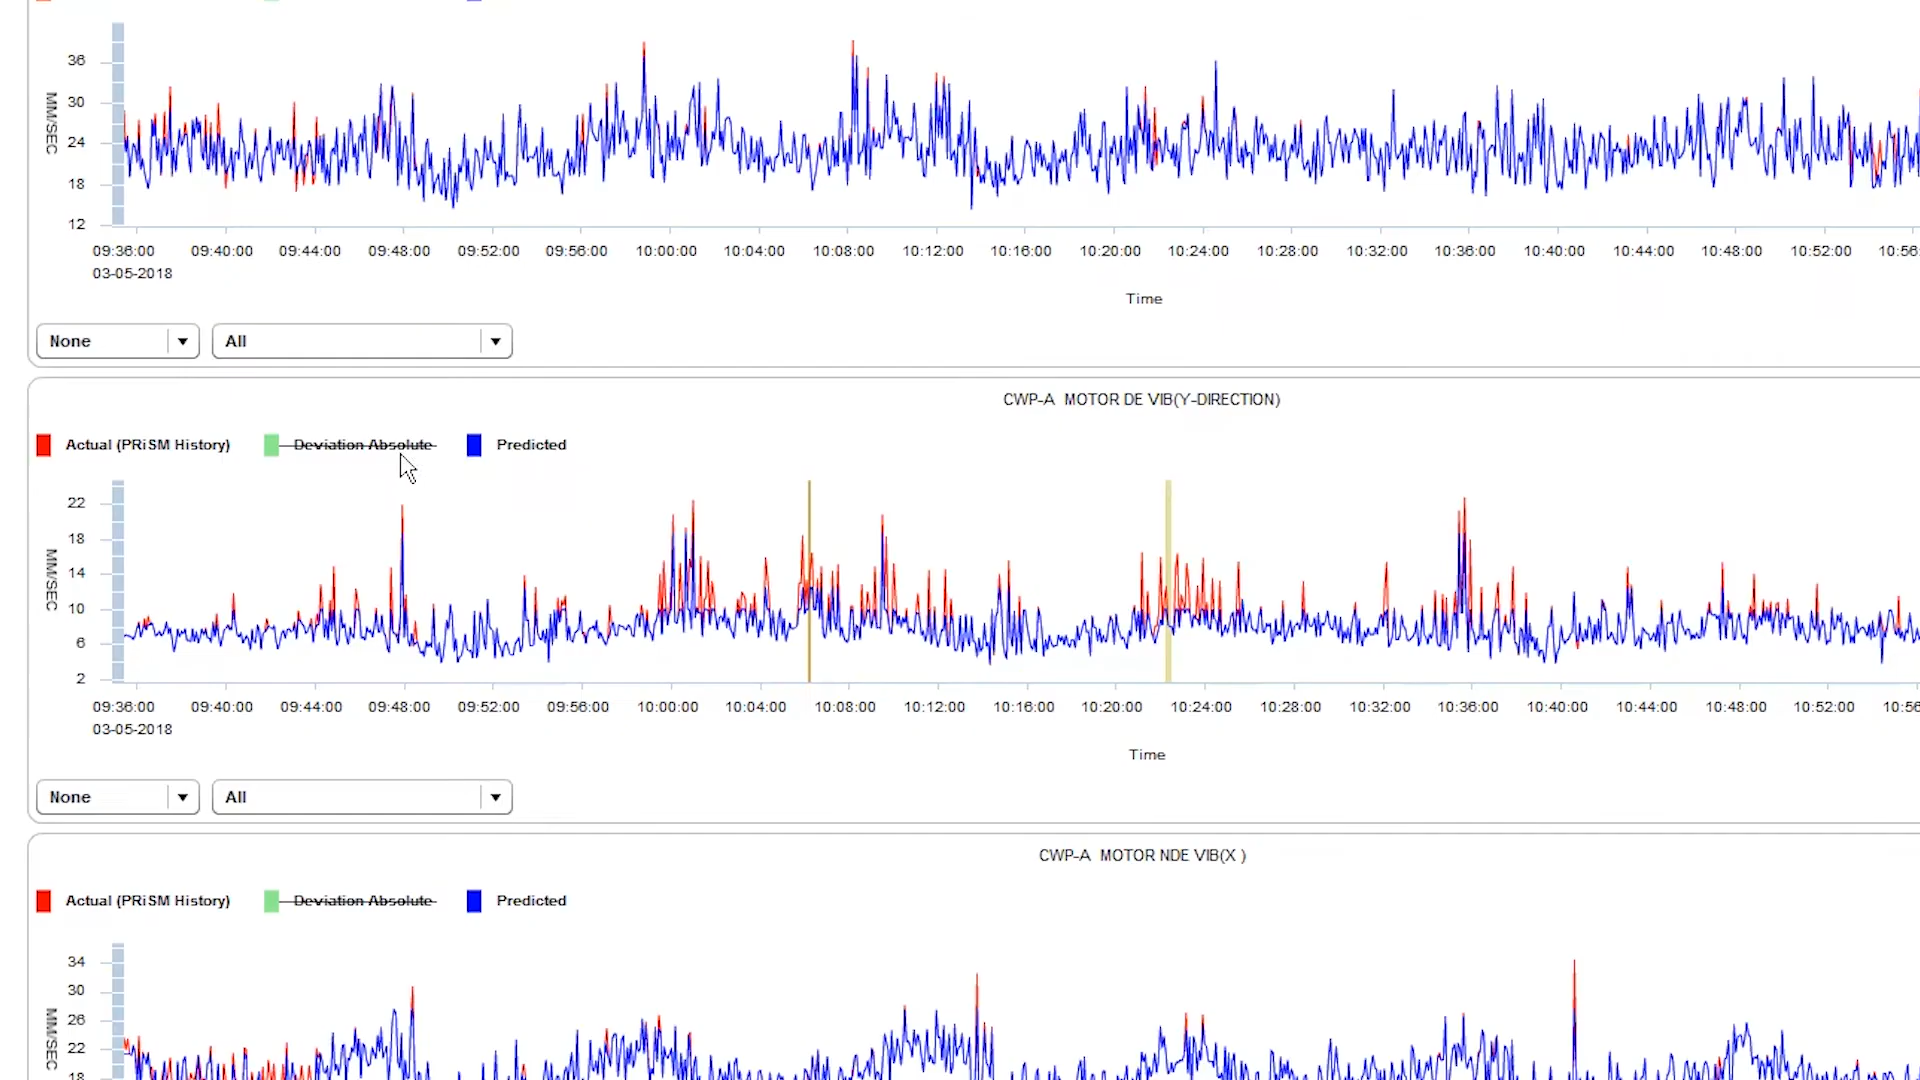 36
30
24
18
12
MM/SEC
09:36:00 09:40:00 09:44:00 09:48:00 09:52:00 09:56:00 10:00:00 10:04:00 10:08:00 10:12:00 10:16:00 10:20:00 10:24:00 10:28:00 10:32:00 10:36:00 10:40:00 10:44:00 10:48:00 10:52:00 10:56:
03-05-2018
Time
None All
CWP-A MOTOR DE VIB(Y-DIRECTION)
Actual (PRiSM History) Deviation Absolute Predicted
22
18
14
10
6
2
MM/SEC
09:36:00 09:40:00 09:44:00 09:48:00 09:52:00 09:56:00 10:00:00 10:04:00 10:08:00 10:12:00 10:16:00 10:20:00 10:24:00 10:28:00 10:32:00 10:36:00 10:40:00 10:44:00 10:48:00 10:52:00 10:56
03-05-2018
Time
None All
CWP-A MOTOR NDE VIB(X )
Actual (PRiSM History) Deviation Absolute Predicted
34
30
26
22
18
MM/SEC